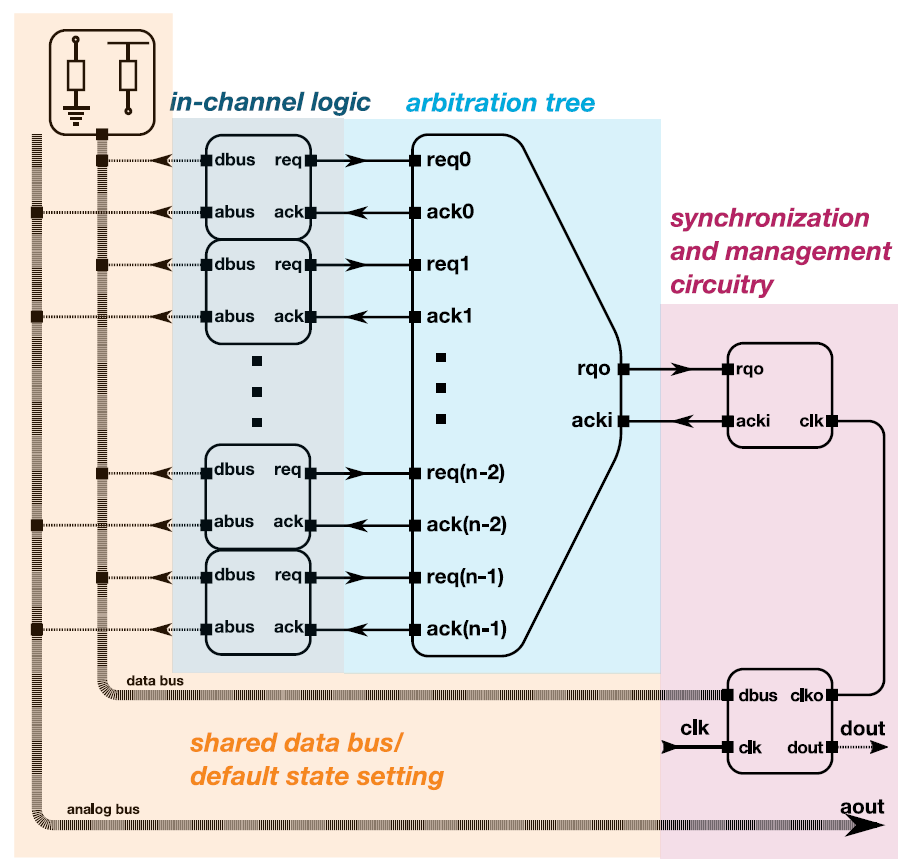 in-channel logic
arbitration tree
dbus req
req0
abus ack
ack0
synchronization
and management
circuitry
dbus req
req1
abus ack
ack1
rqo
rqo
acki
acki clk
dbus req
req(n-2)
abus ack
ack(n-2)
dbus req
req(n-1)
abus ack
ack(n-1)
data bus
dbus clko
clk
dout
clk dout
shared data bus/
default state setting
analog bus
aout